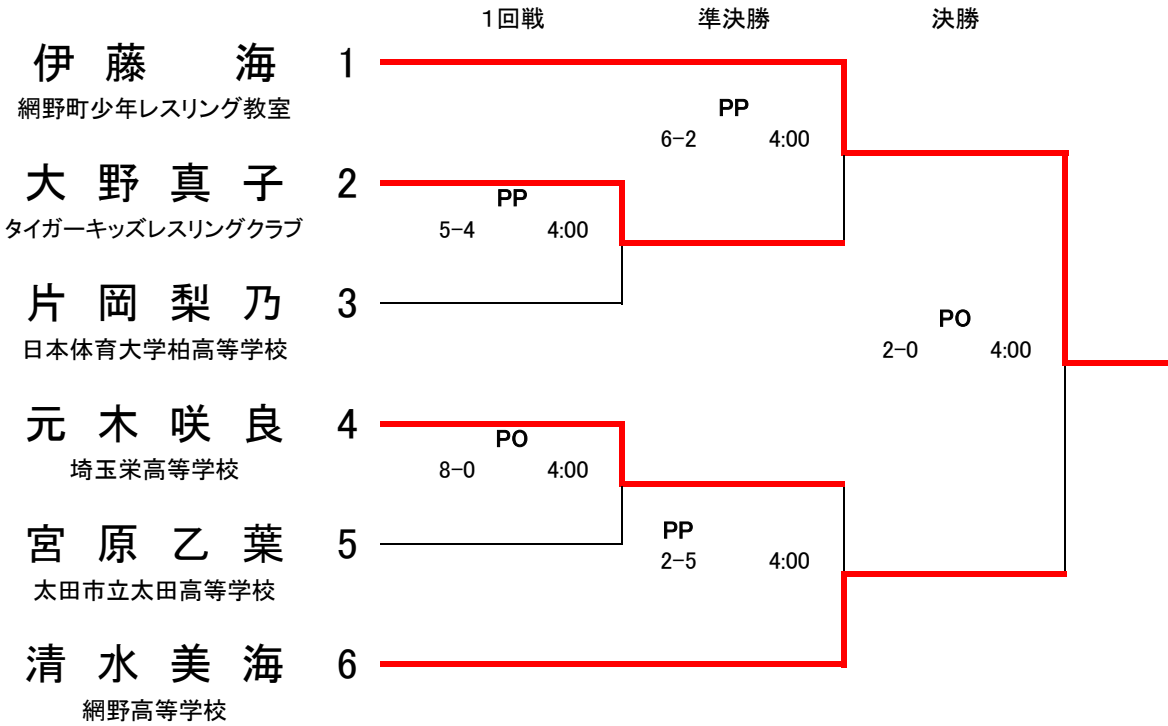 1回戦 準決勝 決勝
伊藤 海 1
網野町少年レスリング教室
PP
6-2 4:00
大野真子 2
PP
タイガーキッズレスリングクラブ
5-4 4:00
片岡梨乃 3
日本体育大学柏高等学校
PO
2-0 4:00
元木咲良 4
PO
埼玉栄高等学校
8-0 4:00
宮原乙葉 5
PP
2-5 4:00
太田市立太田高等学校
清水美海 6
網野高等学校